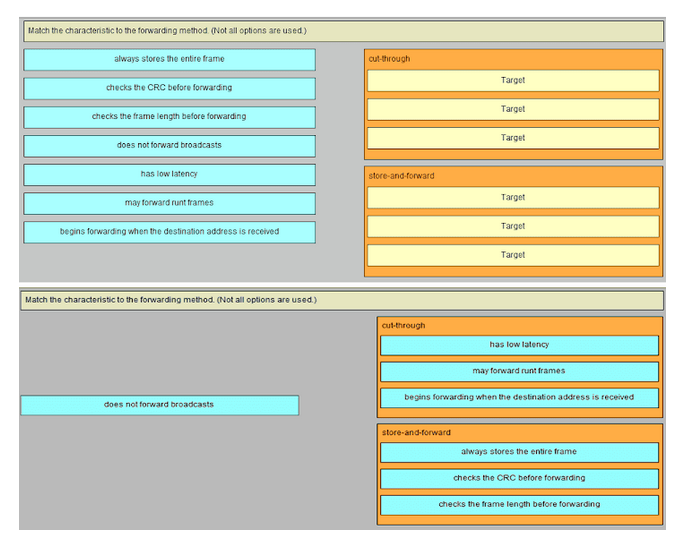 Match the characteristic to the forwarding method. (Not all options are used.)
always stores the entire frame
checks the CRC before forwarding
checks the frame length before forwarding
does not forward broadcasts
has low latency
may forward runt frames
begins forwarding when the destination address is received
cut-through
Target
Target
Target
store-and-forward
Target
Target
Target
Match the characteristic to the forwarding method. (Not all options are used.)
does not forward broadcasts
cut-through
has low latency
may forward runt frames
begins forwarding when the destination address is received
store-and-forward
always stores the entire frame
checks the CRC before forwarding
checks the frame length before forwarding